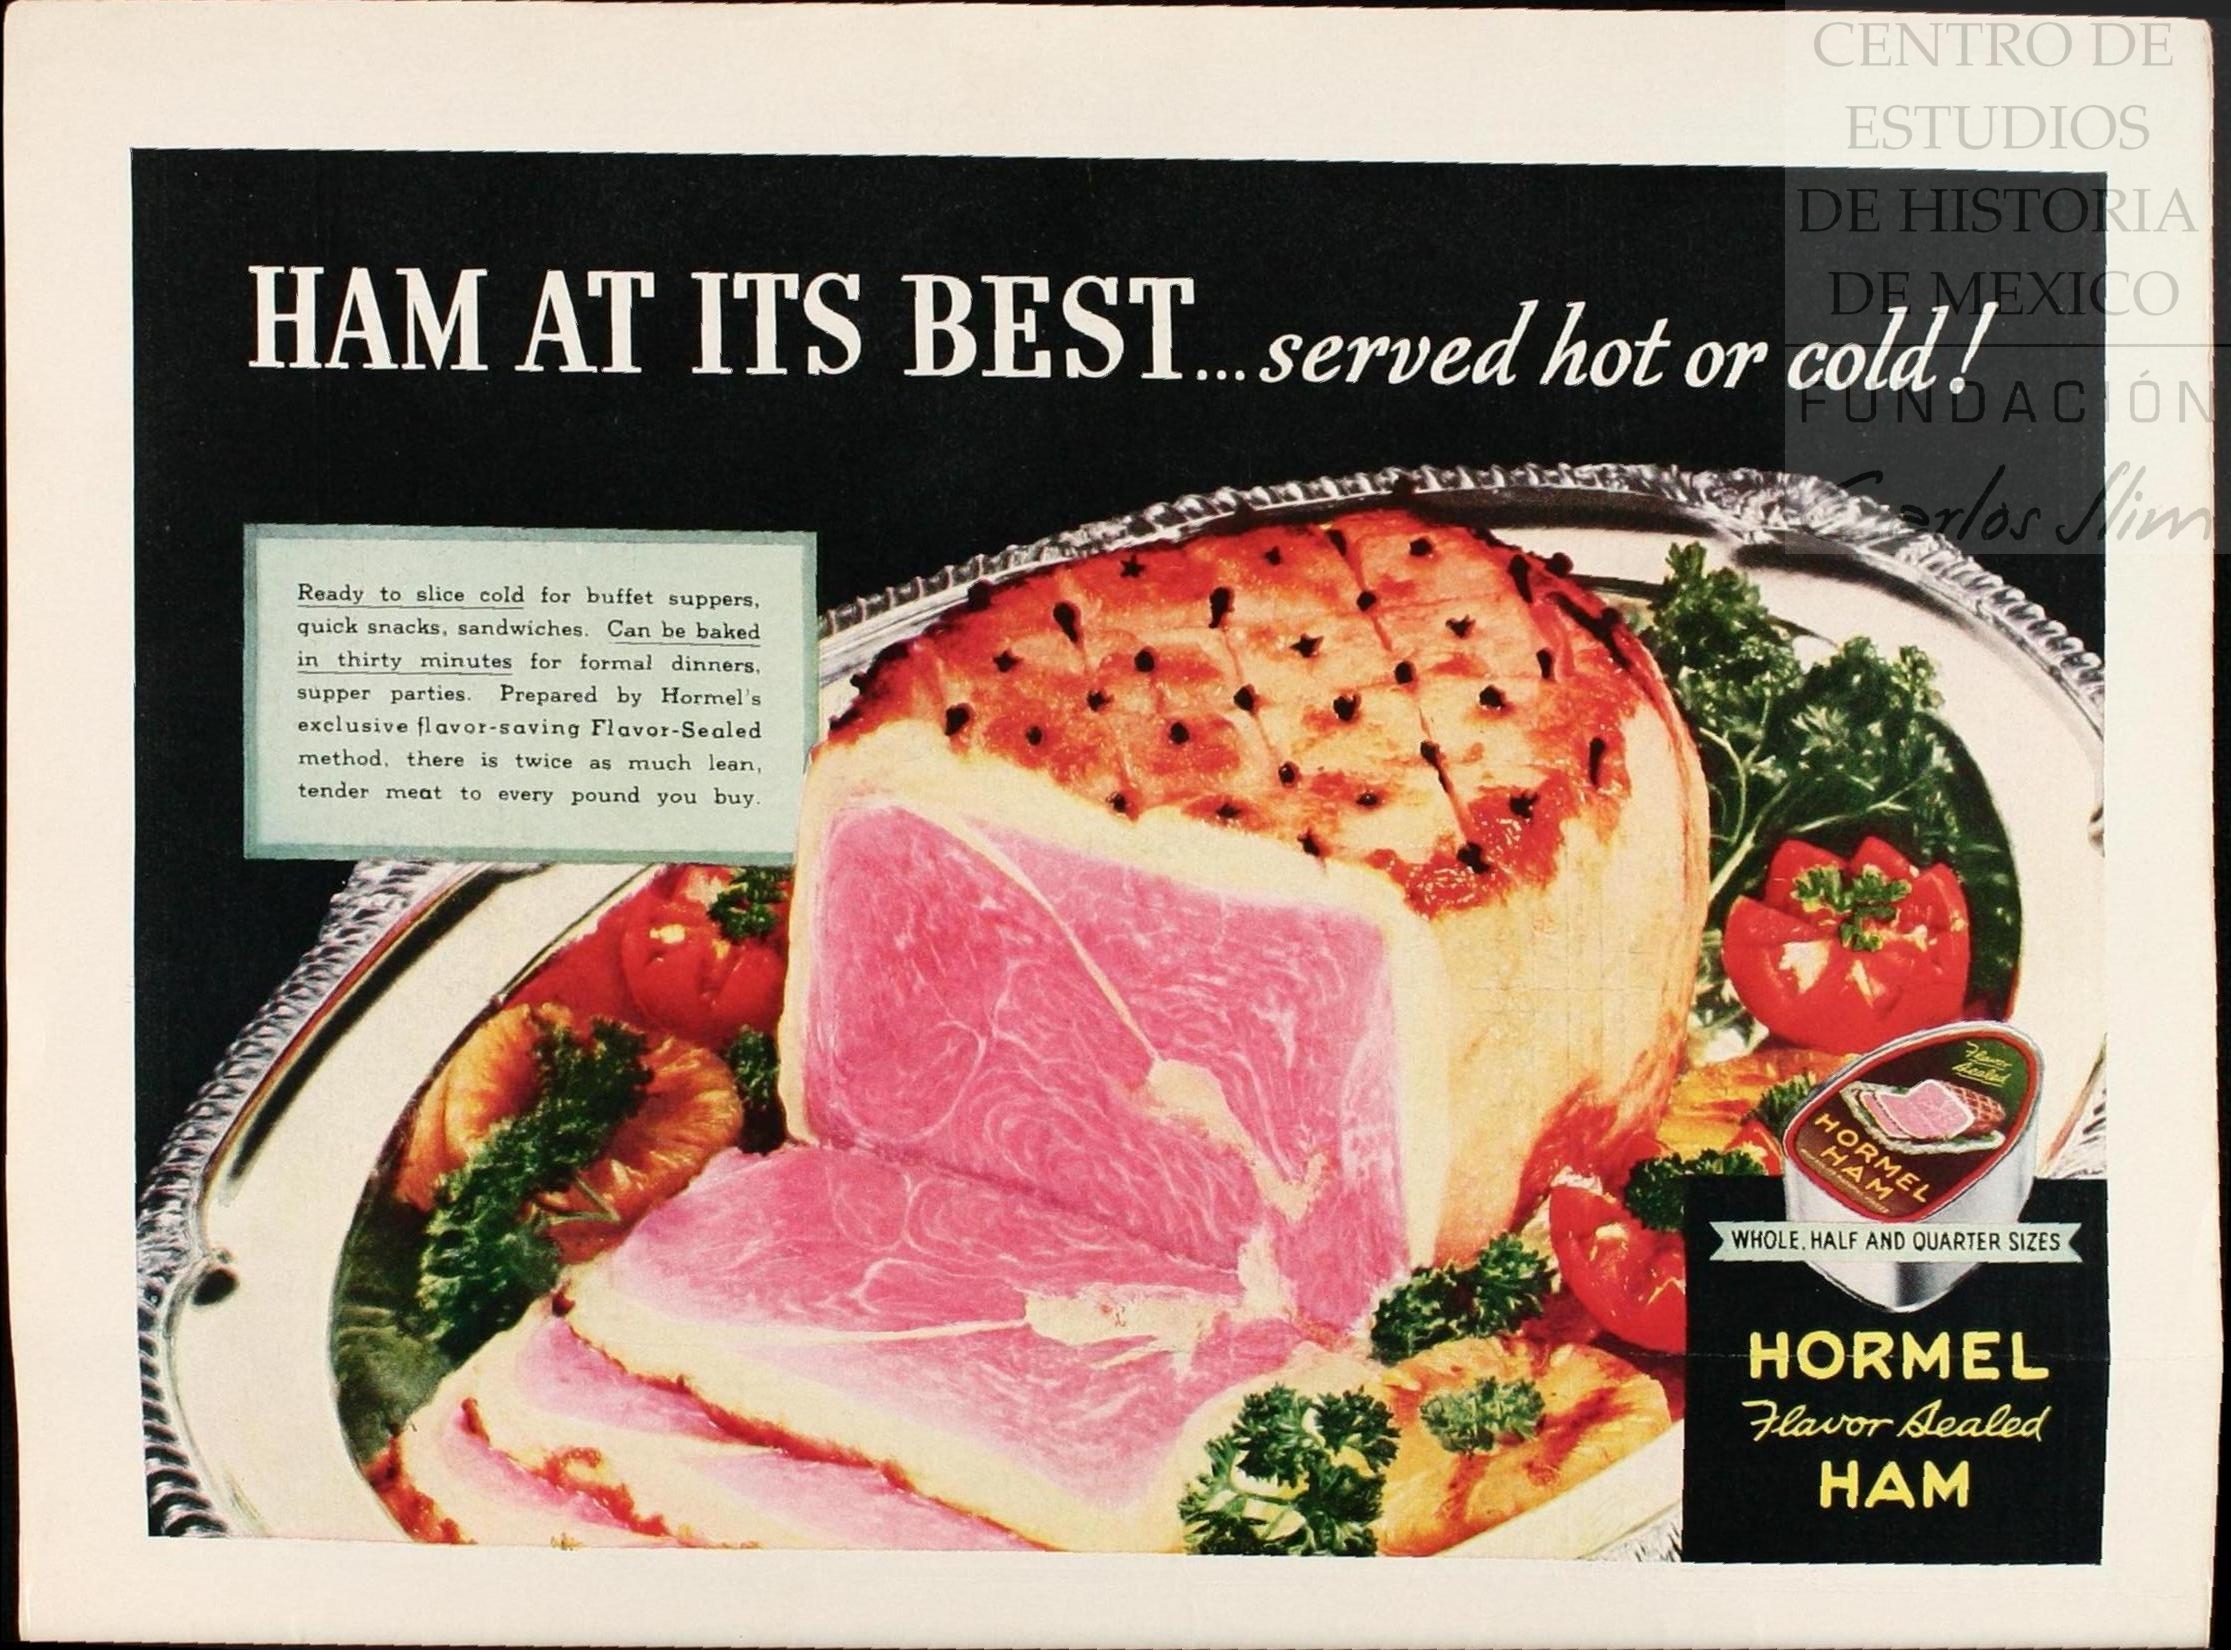 CENTRO DE
ESTUDIOS
DE HISTORIA
DE MEXICO
FUNDACIÓN
Carlos Slim
HAM AT ITS BEST...served hot or cold!
Ready to slice cold for buffet suppers,
quick snacks, sandwiches. Can be baked
in thirty minutes for formal dinners,
supper parties. Prepared by Hormel's
exclusive flavor-saving Flavor-Sealed
method, there is twice as much lean,
tender meat to every pound you buy.
Flavor
Sealed
HORMEL
HAM
WHOLE, HALF AND QUARTER SIZES
HORMEL
Flavor Sealed
HAM